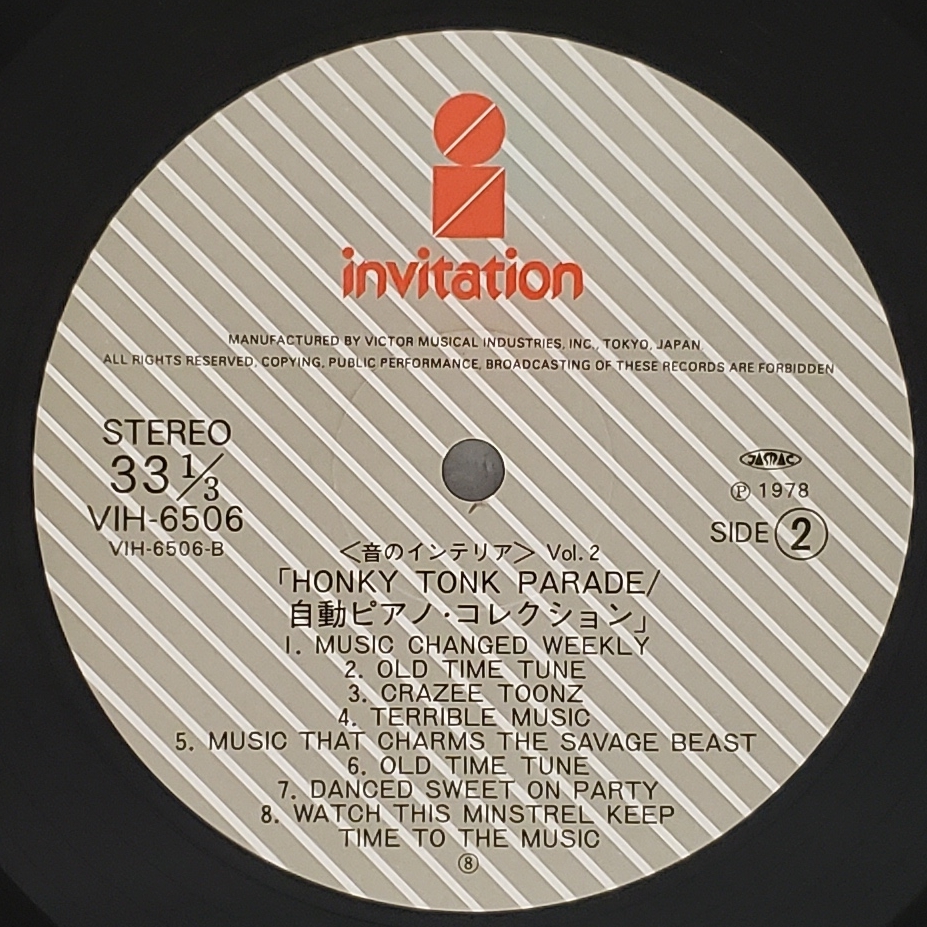 invitation
MANUFACTURED BY VICTOR MUSICAL INDUSTRIES, INC., TOKYO, JAPAN
ALL RIGHTS RESERVED, COPYING, PUBLIC PERFORMANCE, BROADCASTING OF THESE RECORDS ARE FORBIDDEN
STEREO
33 1/3
VIH-6506
VIH-6506-B
JAMAC
Ⓟ 1978
SIDE ②
＜音のインテリア＞ Vol. 2
「HONKY TONK PARADE/
自動ピアノ・コレクション」
1. MUSIC CHANGED WEEKLY
2. OLD TIME TUNE
3. CRAZEE TOONZ
4. TERRIBLE MUSIC
5. MUSIC THAT CHARMS THE SAVAGE BEAST
6. OLD TIME TUNE
7. DANCED SWEET ON PARTY
8. WATCH THIS MINSTREL KEEP
TIME TO THE MUSIC
⑧